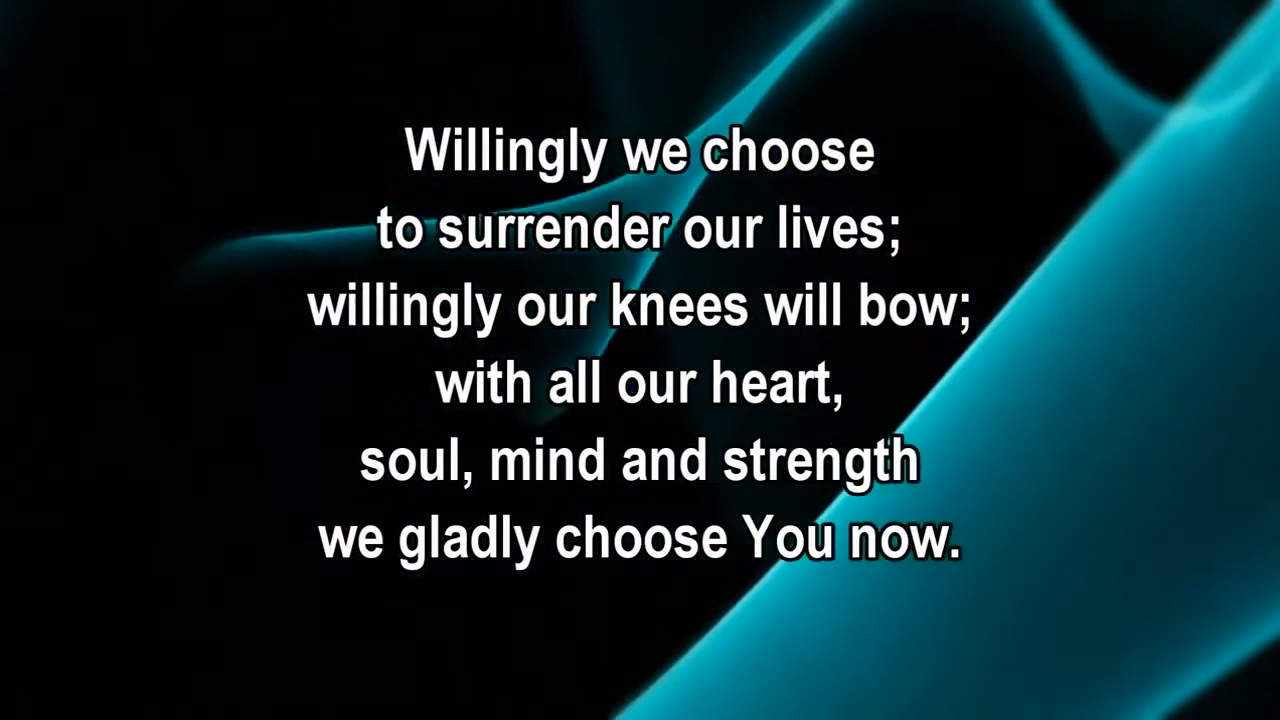 Willingly we choose
to surrender our lives;
willingly our knees will bow;
with all our heart,
soul, mind and strength
we gladly choose You now.